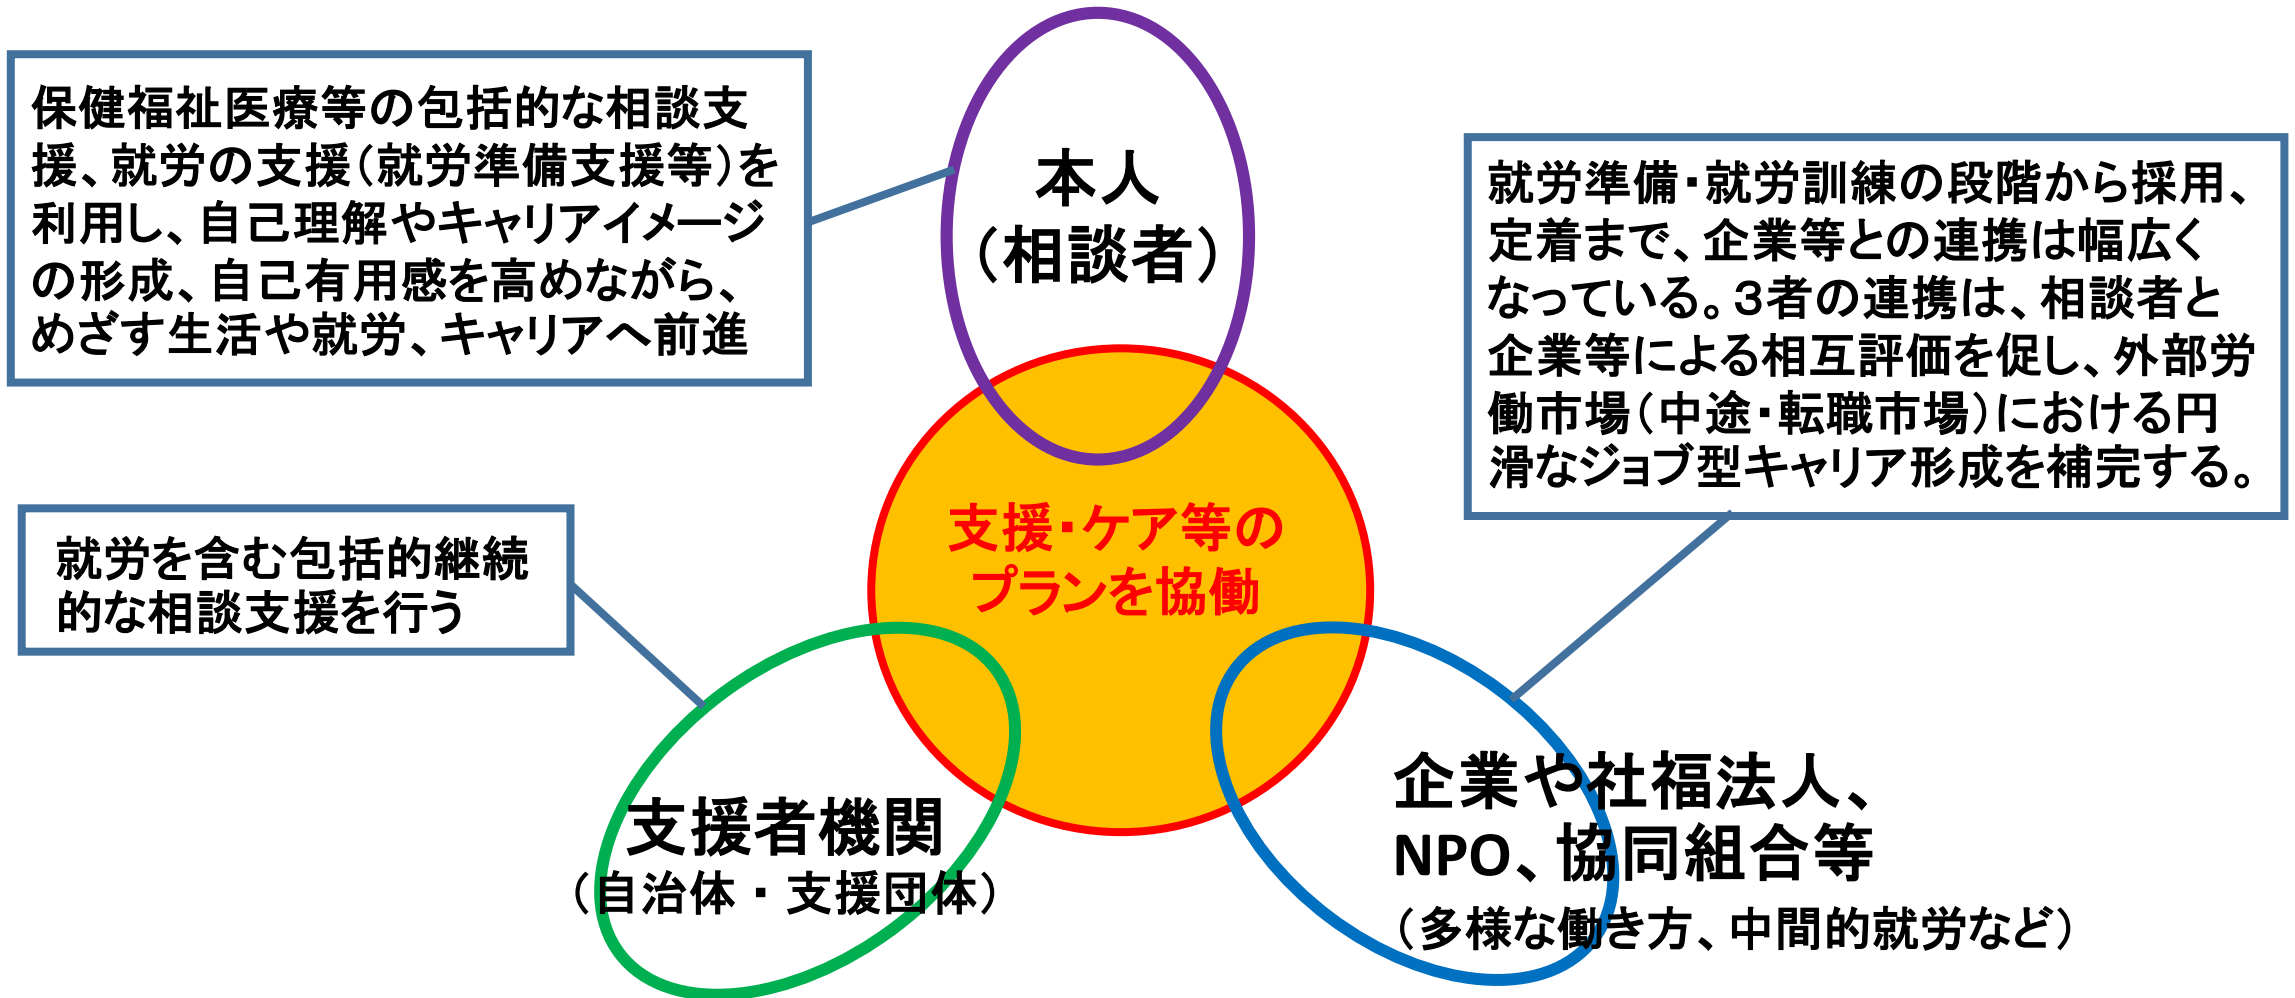 保健福祉医療等の包括的な相談支
援、就労の支援(就労準備支援等)を
利用し、自己理解やキャリアイメージ
の形成、自己有用感を高めながら、
めざす生活や就労、キャリアへ前進
本人
(相談者)
就労準備・就労訓練の段階から採用、
定着まで、企業等との連携は幅広く
なっている。3者の連携は、相談者と
企業等による相互評価を促し、外部労
働市場(中途・転職市場)における円
滑なジョブ型キャリア形成を補完する。
支援・ケア等の
プランを協働
就労を含む包括的継続
的な相談支援を行う
支援者機関
(自治体・支援団体)
企業や社福法人、
NPO、協同組合等
(多様な働き方、中間的就労など)